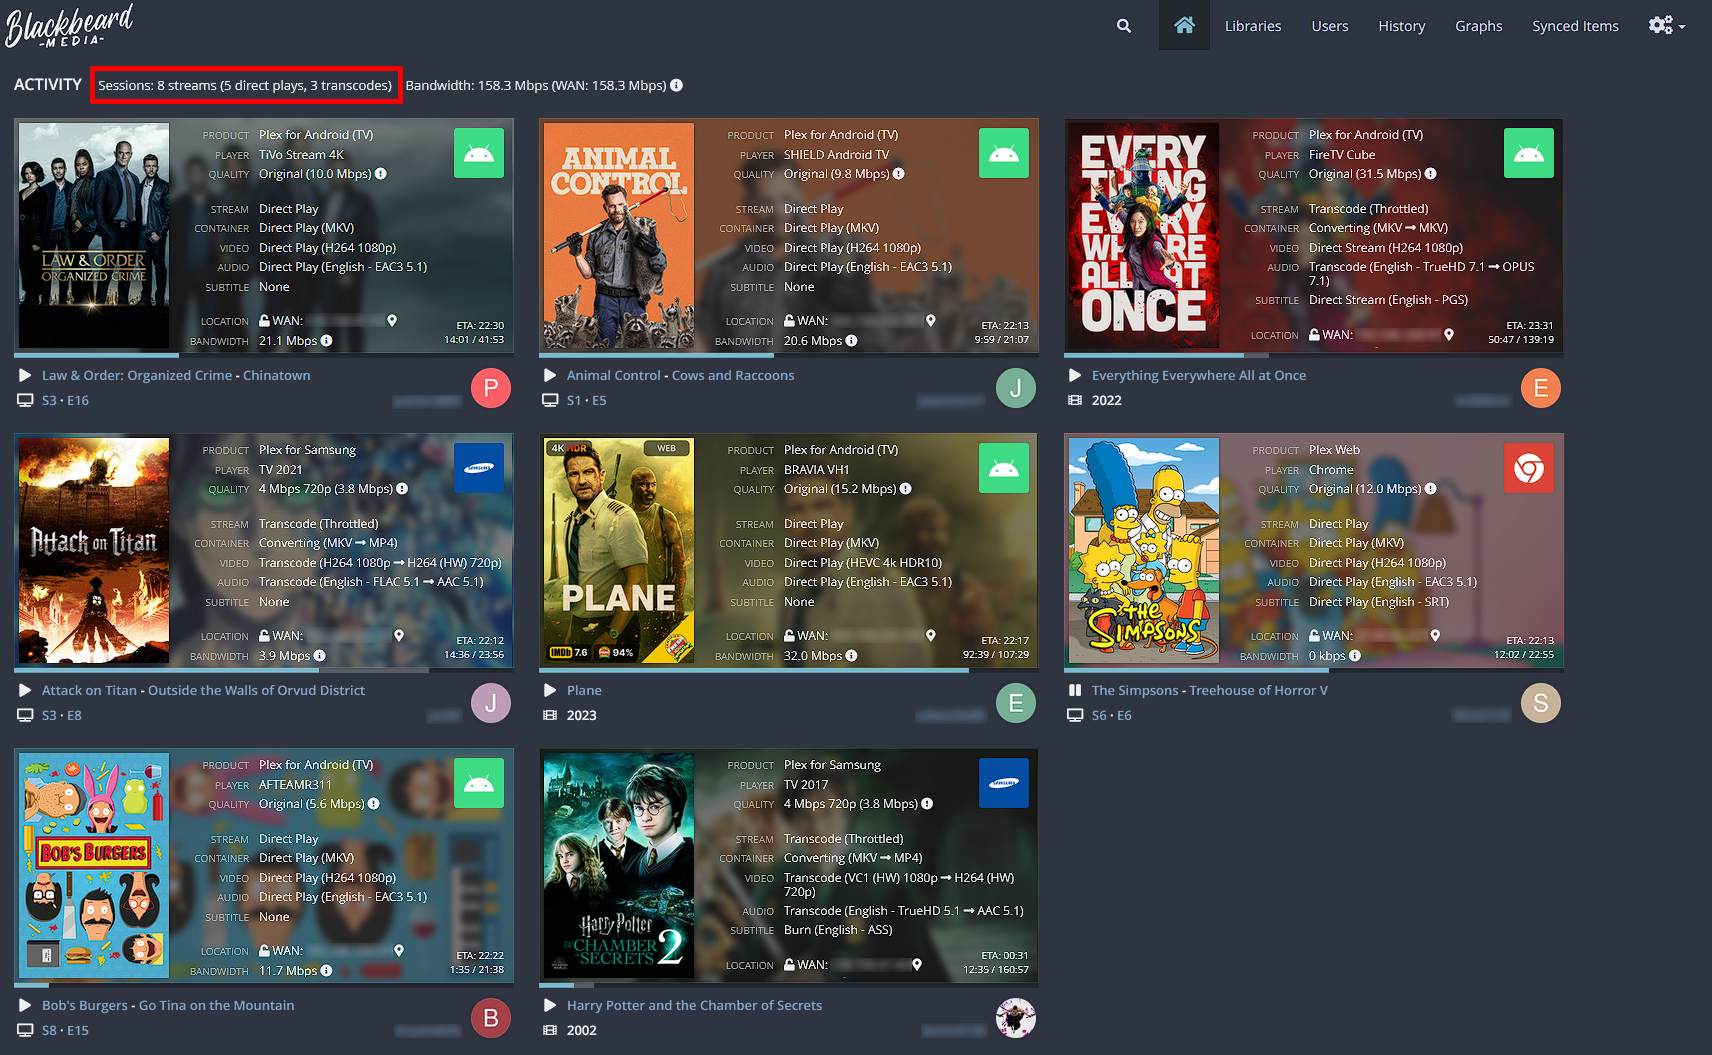 Blackbeard
-MEDIA-
Libraries
Users
History
Graphs
Synced Items
ACTIVITY
Sessions: 8 streams (5 direct plays, 3 transcodes)
Bandwidth: 158.3 Mbps (WAN: 158.3 Mbps)
LAW & ORDER
ORGANIZED CRIME
PRODUCT Plex for Android (TV)
PLAYER TiVo Stream 4K
QUALITY Original (10.0 Mbps)
STREAM Direct Play
CONTAINER Direct Play (MKV)
VIDEO Direct Play (H264 1080p)
AUDIO Direct Play (English - EAC3 5.1)
SUBTITLE None
LOCATION WAN:
BANDWIDTH 21.1 Mbps
ETA: 22:30
14:01 / 41:53
Law & Order: Organized Crime - Chinatown
S3 • E16
P
ANIMAL
CONTROL
PRODUCT Plex for Android (TV)
PLAYER SHIELD Android TV
QUALITY Original (9.8 Mbps)
STREAM Direct Play
CONTAINER Direct Play (MKV)
VIDEO Direct Play (H264 1080p)
AUDIO Direct Play (English - EAC3 5.1)
SUBTITLE None
LOCATION WAN:
BANDWIDTH 20.6 Mbps
ETA: 22:13
9:59 / 21:07
Animal Control - Cows and Raccoons
S1 • E5
J
EVERY
THING
EVERY
WHERE
ALL AT
ONCE
PRODUCT Plex for Android (TV)
PLAYER FireTV Cube
QUALITY Original (31.5 Mbps)
STREAM Transcode (Throttled)
CONTAINER Converting (MKV → MKV)
VIDEO Direct Stream (H264 1080p)
AUDIO Transcode (English - TrueHD 7.1 → OPUS
7.1)
SUBTITLE Direct Stream (English - PGS)
LOCATION WAN:
ETA: 23:31
50:47 / 139:19
Everything Everywhere All at Once
2022
E
Attack on Titan
PRODUCT Plex for Samsung
PLAYER TV 2021
QUALITY 4 Mbps 720p (3.8 Mbps)
SAMSUNG
STREAM Transcode (Throttled)
CONTAINER Converting (MKV → MP4)
VIDEO Transcode (H264 1080p → H264 (HW) 720p)
AUDIO Transcode (English - FLAC 5.1 → AAC 5.1)
SUBTITLE None
LOCATION WAN:
BANDWIDTH 3.9 Mbps
ETA: 22:12
14:36 / 23:56
Attack on Titan - Outside the Walls of Orvud District
S3 • E8
J
4K HDR
WEB
PLANE
IMDb 7.6
94%
PRODUCT Plex for Android (TV)
PLAYER BRAVIA VH1
QUALITY Original (15.2 Mbps)
STREAM Direct Play
CONTAINER Direct Play (MKV)
VIDEO Direct Play (HEVC 4k HDR10)
AUDIO Direct Play (English - EAC3 5.1)
SUBTITLE None
LOCATION WAN:
BANDWIDTH 32.0 Mbps
ETA: 22:17
92:39 / 107:29
Plane
2023
E
the
SIMPSONS
PRODUCT Plex Web
PLAYER Chrome
QUALITY Original (12.0 Mbps)
STREAM Direct Play
CONTAINER Direct Play (MKV)
VIDEO Direct Play (H264 1080p)
AUDIO Direct Play (English - EAC3 5.1)
SUBTITLE Direct Play (English - SRT)
LOCATION WAN:
BANDWIDTH 0 kbps
ETA: 22:13
12:02 / 22:55
The Simpsons - Treehouse of Horror V
S6 • E6
S
BOB'S BURGERS
PRODUCT Plex for Android (TV)
PLAYER AFTEAMR311
QUALITY Original (5.6 Mbps)
STREAM Direct Play
CONTAINER Direct Play (MKV)
VIDEO Direct Play (H264 1080p)
AUDIO Direct Play (English - EAC3 5.1)
SUBTITLE None
LOCATION WAN:
BANDWIDTH 11.7 Mbps
ETA: 22:22
1:35 / 21:38
Bob's Burgers - Go Tina on the Mountain
S8 • E15
B
Harry Potter
AND THE
CHAMBER OF
SECRETS 2
PRODUCT Plex for Samsung
PLAYER TV 2017
QUALITY 4 Mbps 720p (3.8 Mbps)
SAMSUNG
STREAM Transcode (Throttled)
CONTAINER Converting (MKV → MP4)
VIDEO Transcode (VC1 (HW) 1080p → H264 (HW)
720p)
AUDIO Transcode (English - TrueHD 5.1 → AAC 5.1)
SUBTITLE Burn (English - ASS)
LOCATION WAN:
ETA: 00:31
12:35 / 160:57
Harry Potter and the Chamber of Secrets
2002